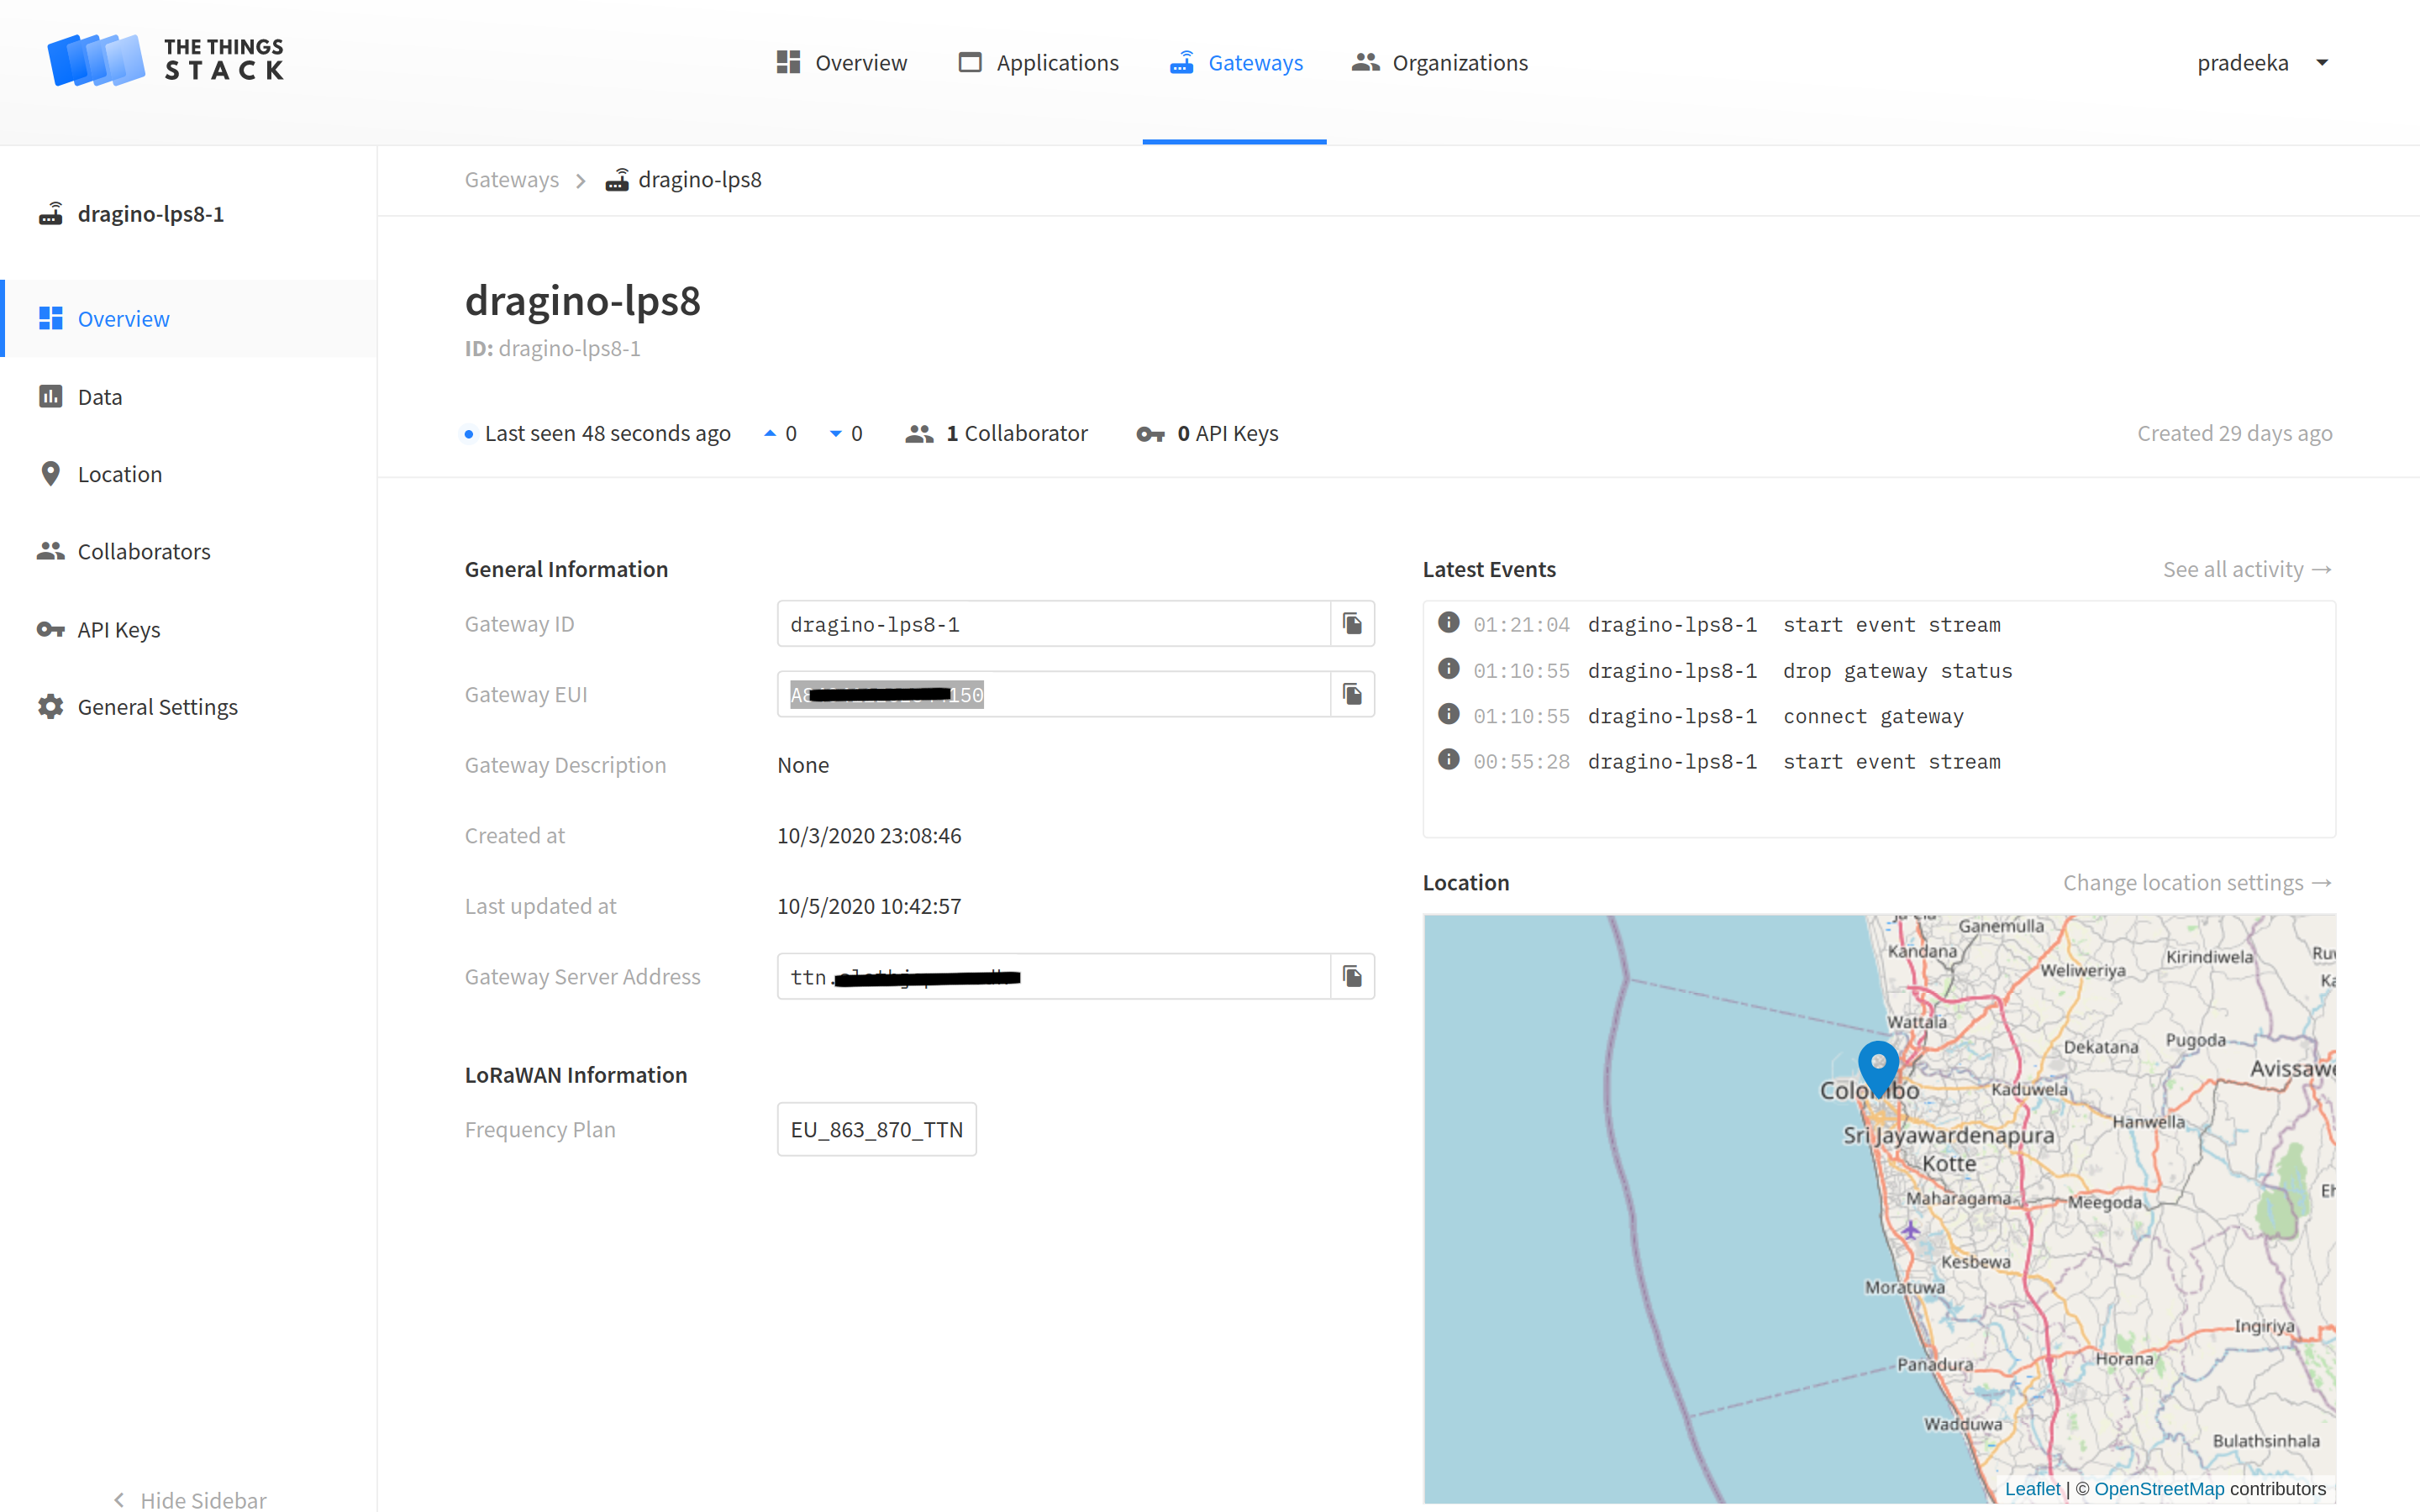 THE THINGS
STACK
Overview
Applications
Gateways
Organizations
pradeeka
dragino-lps8-1
Overview
Data
Location
Collaborators
API Keys
General Settings
Hide Sidebar
Gateways
dragino-lps8
dragino-lps8
ID: dragino-lps8-1
Last seen 48 seconds ago
0
0
1 Collaborator
0 API Keys
Created 29 days ago
General Information
Gateway ID
dragino-lps8-1
Gateway EUI
Gateway Description
None
Created at
10/3/2020 23:08:46
Last updated at
10/5/2020 10:42:57
Gateway Server Address
ttn.
LoRaWAN Information
Frequency Plan
EU_863_870_TTN
Latest Events
See all activity →
01:21:04 dragino-lps8-1 start event stream
01:10:55 dragino-lps8-1 drop gateway status
01:10:55 dragino-lps8-1 connect gateway
00:55:28 dragino-lps8-1 start event stream
Location
Change location settings →
Ganemulla
Kandana
Kirindiwela
Weliweriya
Wattala
Pugoda
Dekatana
Kaduwela
Hanwella
Sri Jayawardenapura
Kotte
Maharagama
Meegoda
Kesbewa
Moratuwa
Ingiriya
Horana
Panadura
Wadduwa
Bulathsinhala
Leaflet | © OpenStreetMap contributors